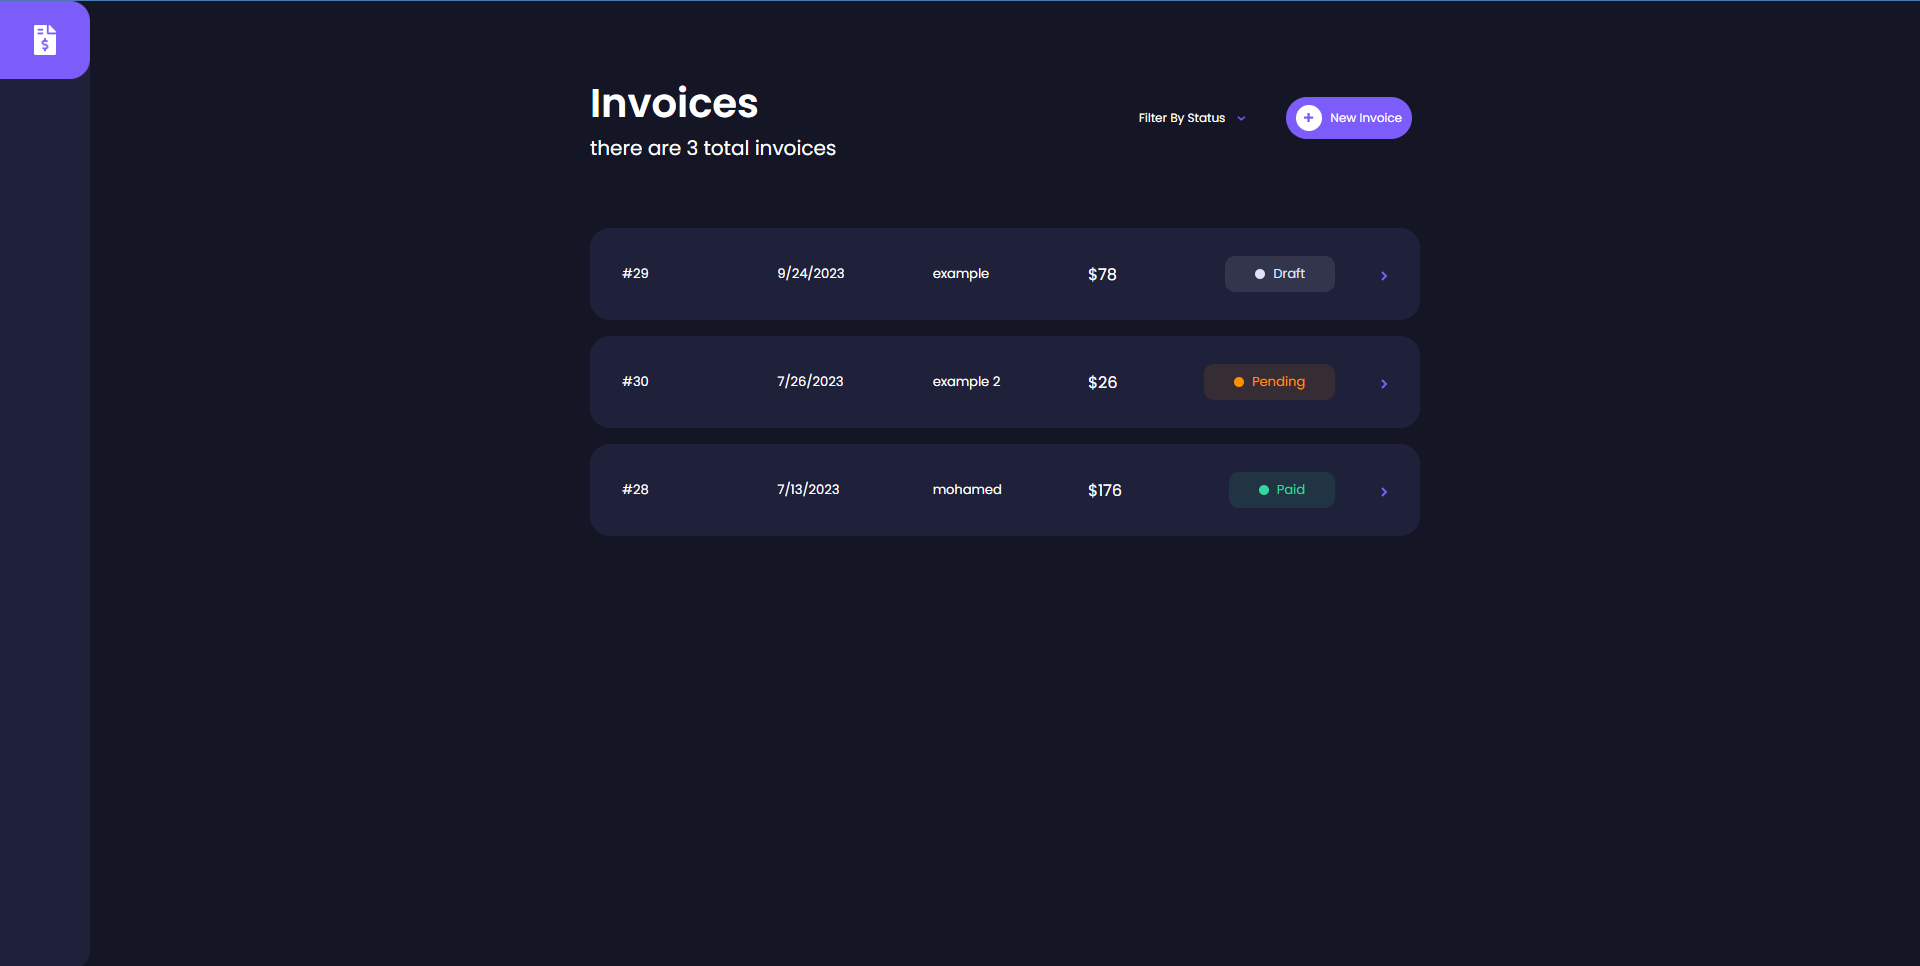 Invoices
there are 3 total invoices
Filter By Status
New Invoice
#29 9/24/2023 example $78 Draft
#30 7/26/2023 example 2 $26 Pending
#28 7/13/2023 mohamed $176 Paid